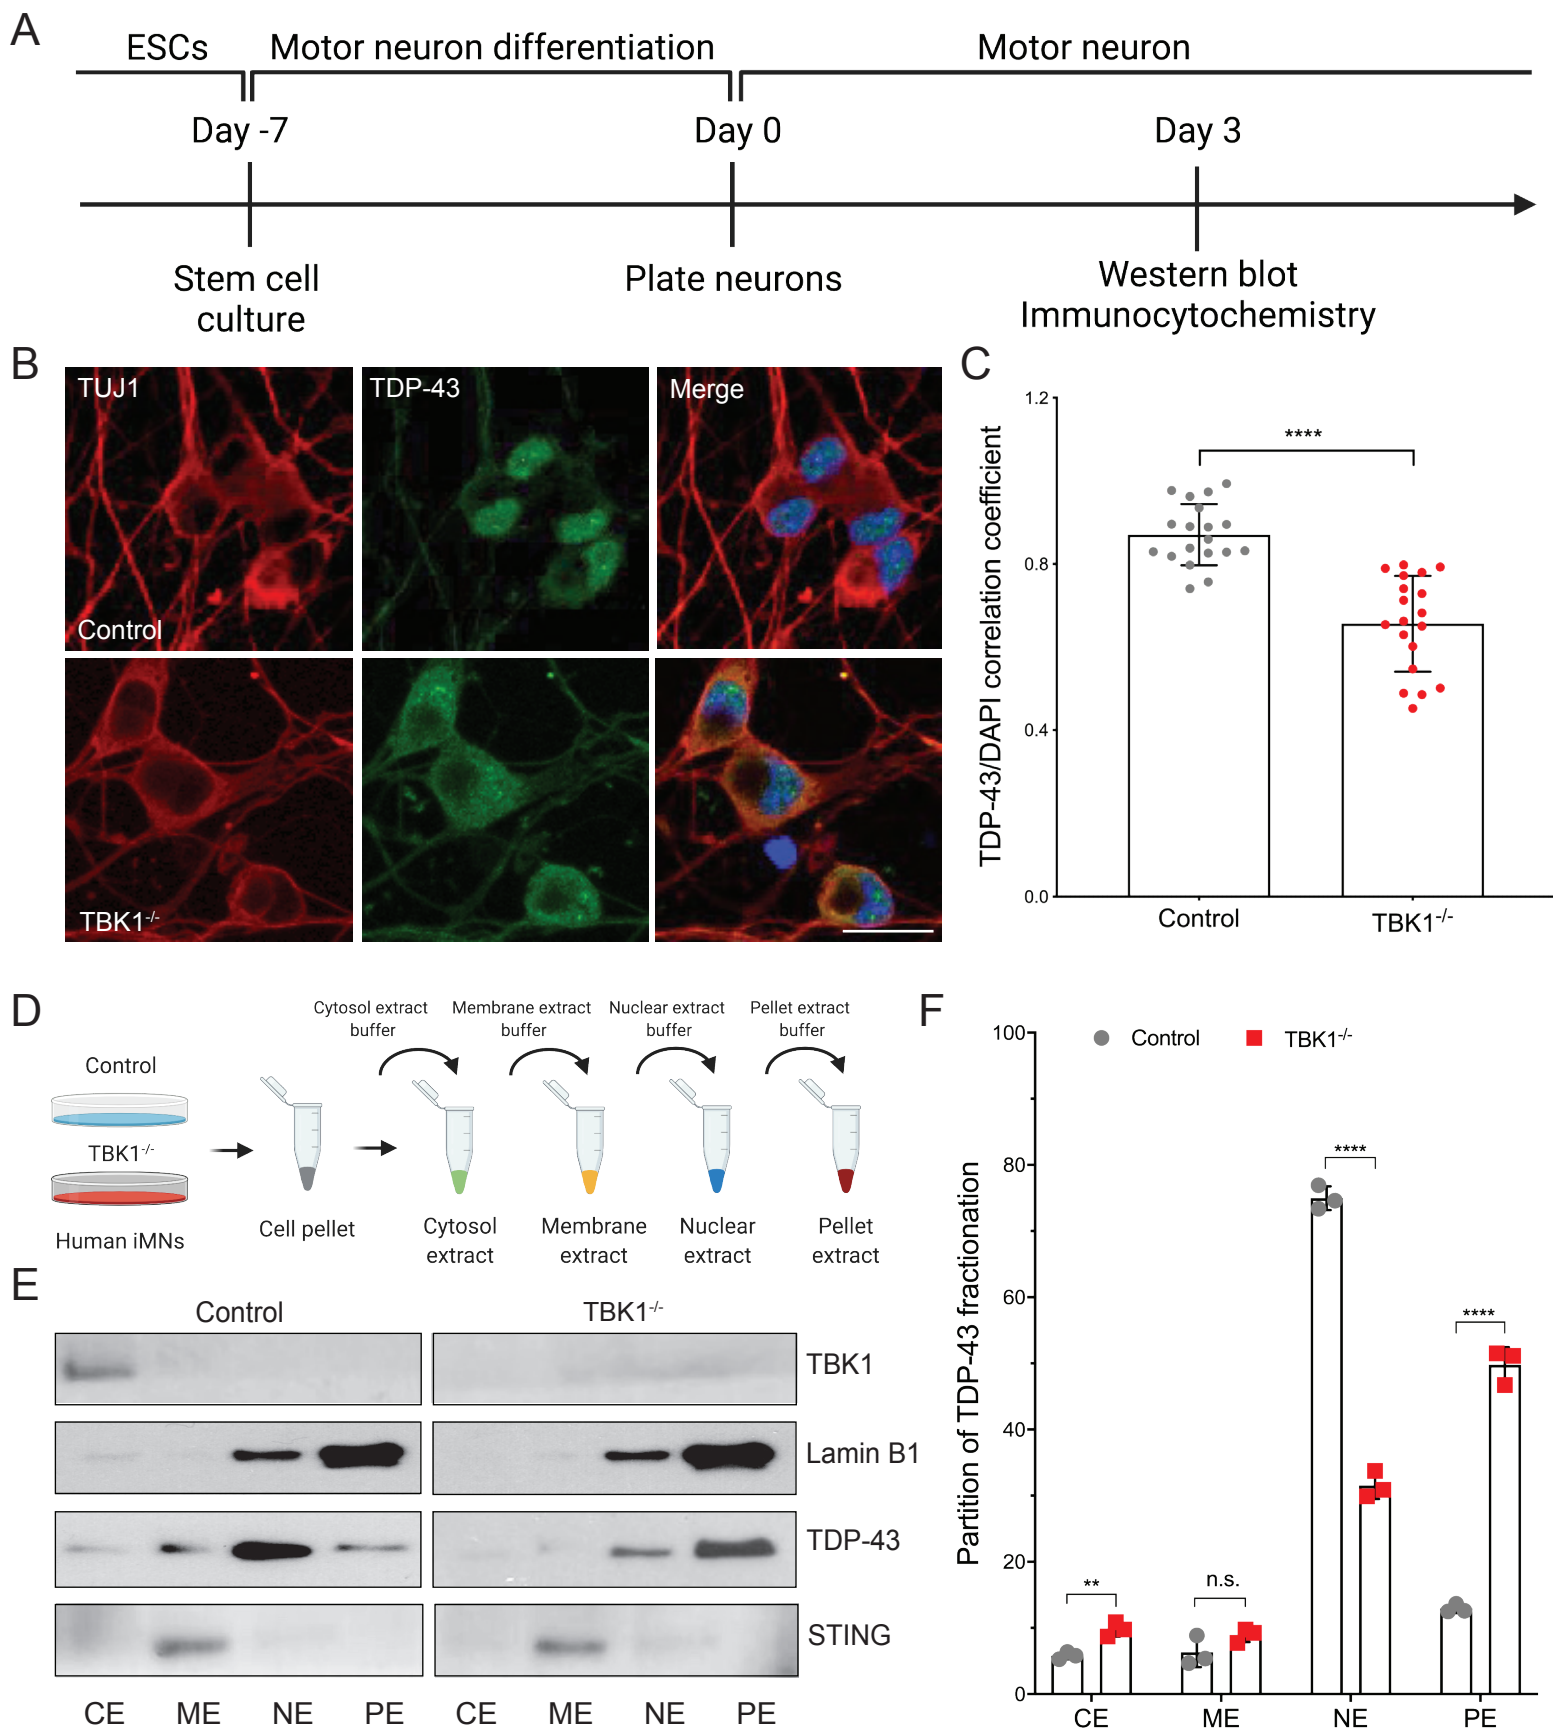 A
ESCs
Motor neuron differentiation
Motor neuron
Day -7
Day 0
Day 3
Stem cell
culture
Plate neurons
Western blot
Immunocytochemistry
B
TUJ1
TDP-43
Merge
Control
TBK1-/-
C
1.2
0.8
0.4
0.0
TDP-43/DAPI correlation coefficient
****
Control
TBK1-/-
D
Control
TBK1-/-
Human iMNs
Cell pellet
Cytosol extract
buffer
Membrane extract
buffer
Nuclear extract
buffer
Pellet extract
buffer
Cytosol
extract
Membrane
extract
Nuclear
extract
Pellet
extract
E
Control
TBK1-/-
TBK1
Lamin B1
TDP-43
STING
CE ME NE PE CE ME NE PE
F
Control
TBK1-/-
100
80
60
40
20
0
Partition of TDP-43 fractionation
**
n.s.
****
****
CE ME NE PE